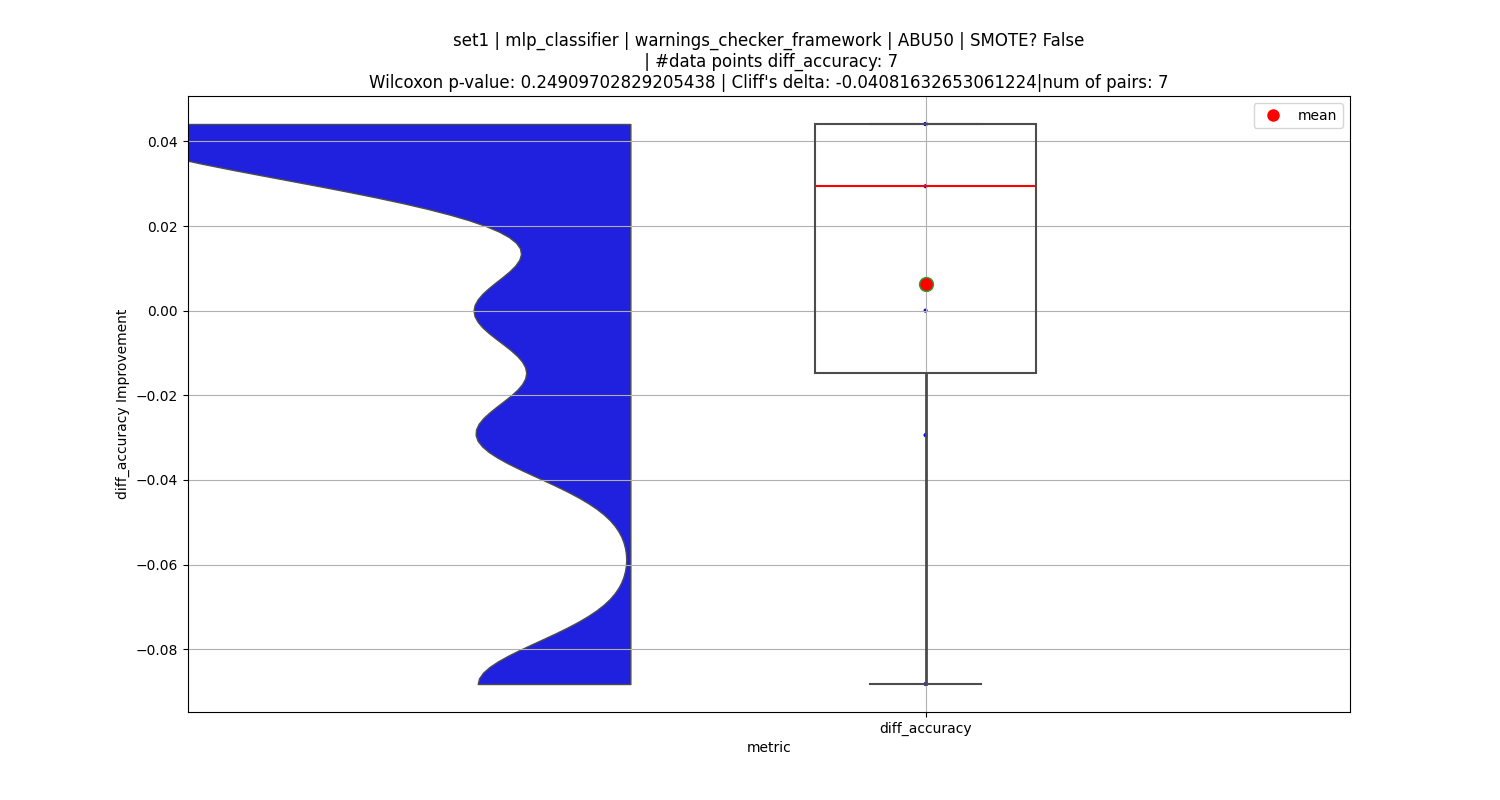 set1 | mlp_classifier | warnings_checker_framework | ABU50 | SMOTE? False
| #data points diff_accuracy: 7
Wilcoxon p-value: 0.24909702829205438 | Cliff's delta: -0.04081632653061224|num of pairs: 7
mean
0.04
0.02
0.00
−0.02
−0.04
−0.06
−0.08
diff_accuracy Improvement
diff_accuracy
metric